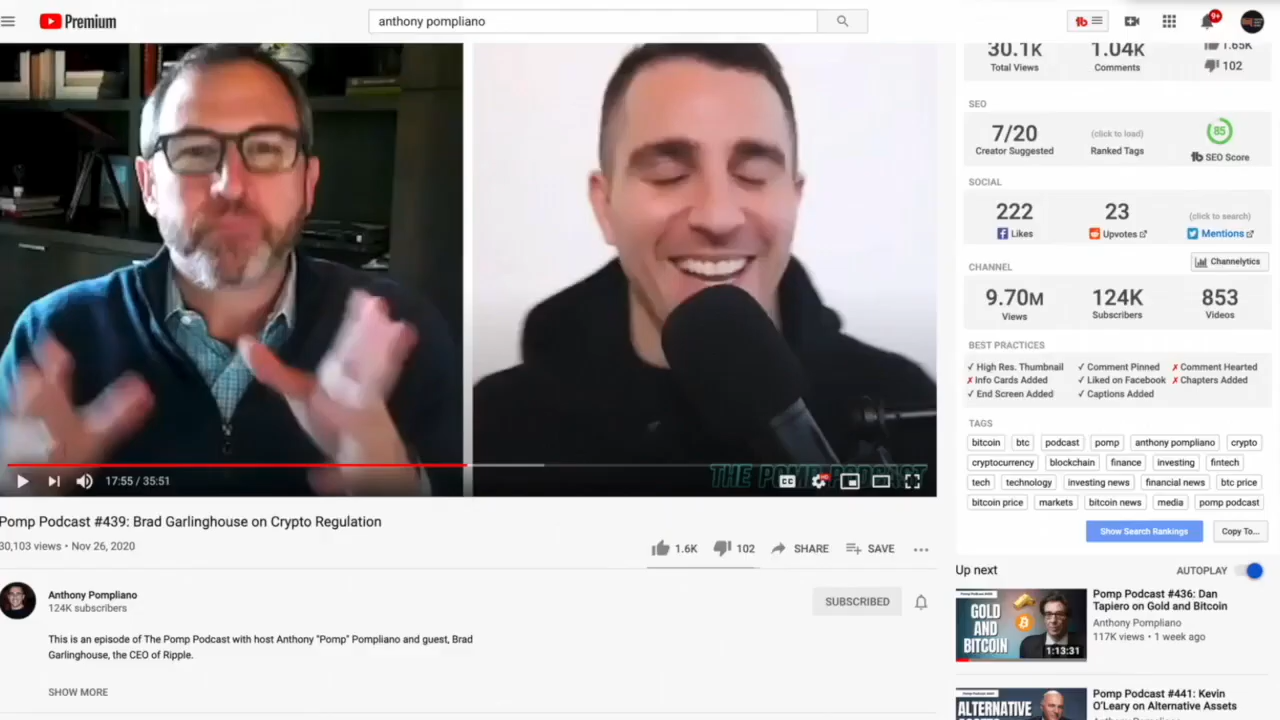 Premium
anthony pompliano
9+
30.1K
1.04K
1.65K
Total Views
Comments
102
SEO
7/20
85
(click to load)
Creator Suggested
Ranked Tags
tb SEO Score
SOCIAL
222
23
(click to search)
Likes
Upvotes
Mentions
CHANNEL
Channelytics
9.70M
124K
853
Views
Subscribers
Videos
BEST PRACTICES
✓ High Res. Thumbnail
✓ Comment Pinned
✗ Comment Hearted
✗ Info Cards Added
✓ Liked on Facebook
✗ Chapters Added
✓ End Screen Added
✓ Captions Added
TAGS
bitcoin btc podcast pomp anthony pompliano crypto
cryptocurrency blockchain finance investing fintech
tech technology investing news financial news btc price
bitcoin price markets bitcoin news media pomp podcast
Show Search Rankings
Copy To...
THE POMP PODCAST
CC
17:55 / 35:51
Pomp Podcast #439: Brad Garlinghouse on Crypto Regulation
30,103 views • Nov 26, 2020
1.6K
102
SHARE
SAVE
Anthony Pompliano
124K subscribers
SUBSCRIBED
This is an episode of The Pomp Podcast with host Anthony "Pomp" Pompliano and guest, Brad
Garlinghouse, the CEO of Ripple.
SHOW MORE
Up next
AUTOPLAY
GOLD
AND
BITCOIN
1:13:31
Pomp Podcast #436: Dan
Tapiero on Gold and Bitcoin
Anthony Pompliano
117K views • 1 week ago
ALTERNATIVE
Pomp Podcast #441: Kevin
O'Leary on Alternative Assets